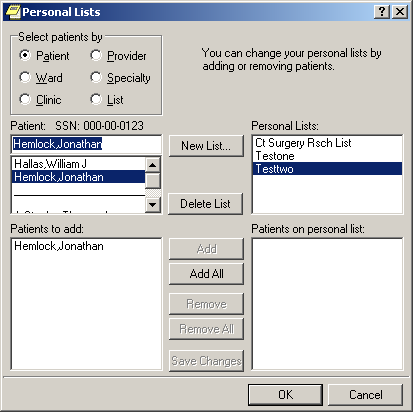 Personal Lists
Select patients by
Patient
Provider
Ward
Specialty
Clinic
List
You can change your personal lists by
adding or removing patients.
Patient: SSN: 000-00-0123
Hemlock,Jonathan
Hallas,William J
Hemlock,Jonathan
New List...
Delete List
Personal Lists:
Ct Surgery Rsch List
Testone
Testtwo
Patients to add:
Hemlock,Jonathan
Add
Add All
Remove
Remove All
Save Changes
Patients on personal list:
OK
Cancel